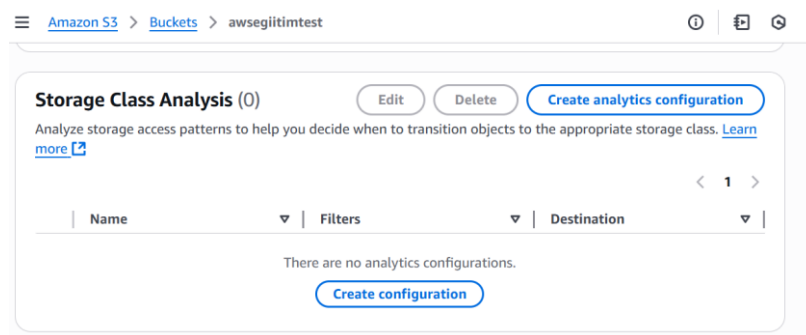 Amazon S3 > Buckets > awsegiitimtest
Storage Class Analysis (0)
Edit
Delete
Create analytics configuration
Analyze storage access patterns to help you decide when to transition objects to the appropriate storage class. Learn
more
< 1 >
Name
Filters
Destination
There are no analytics configurations.
Create configuration